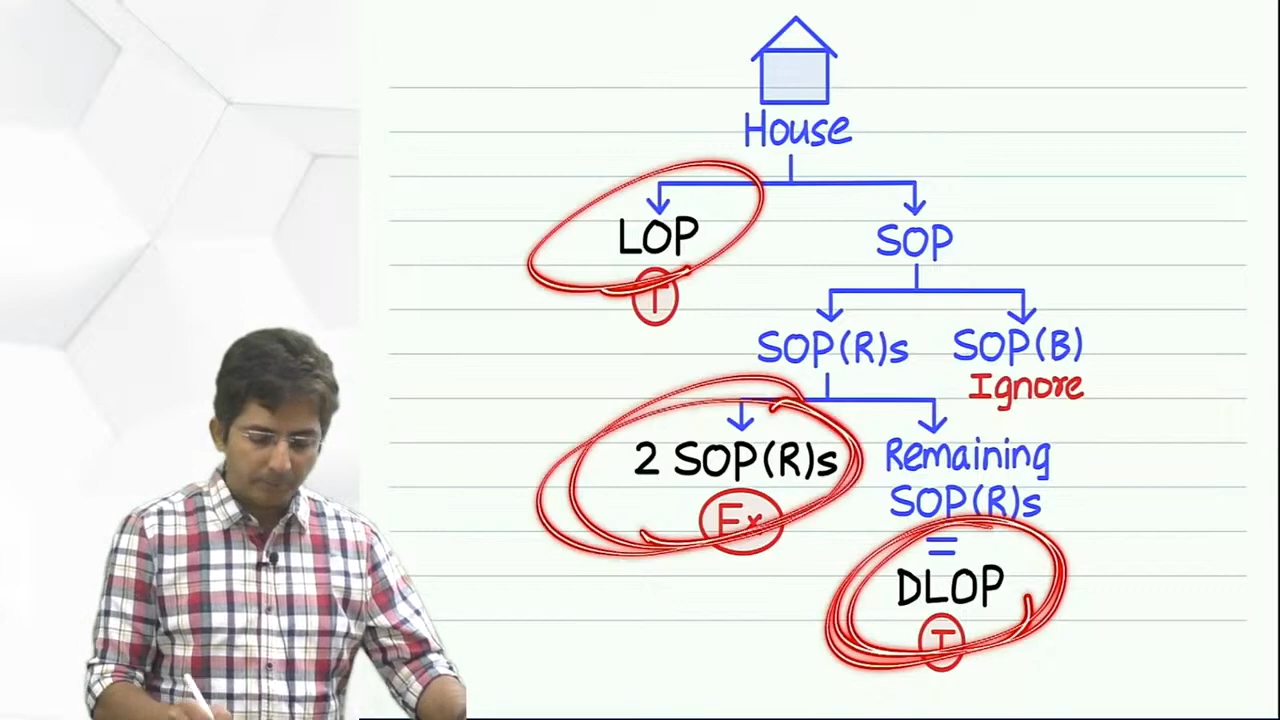 House
LOP
SOP
T
SOP(R)s
SOP(B)
Ignore
2 SOP(R)s
Remaining
SOP(R)s
Ex
=
DLOP
T